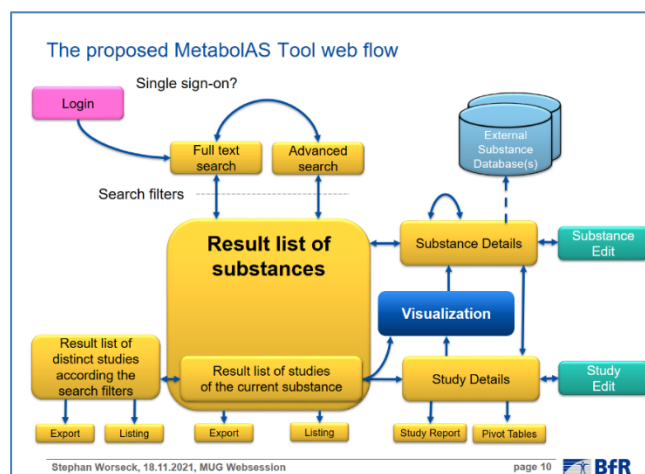 The proposed MetabolAS Tool web flow
Single sign-on?
Login
Full text
search
Advanced
search
External
Substance
Database(s)
Search filters
Result list of
substances
Substance Details
Substance
Edit
Visualization
Result list of
distinct studies
according the
search filters
Result list of studies
of the current substance
Study Details
Study
Edit
Export
Listing
Export
Listing
Study Report
Pivot Tables
Stephan Worseck, 18.11.2021, MUG Websession
page 10
BfR